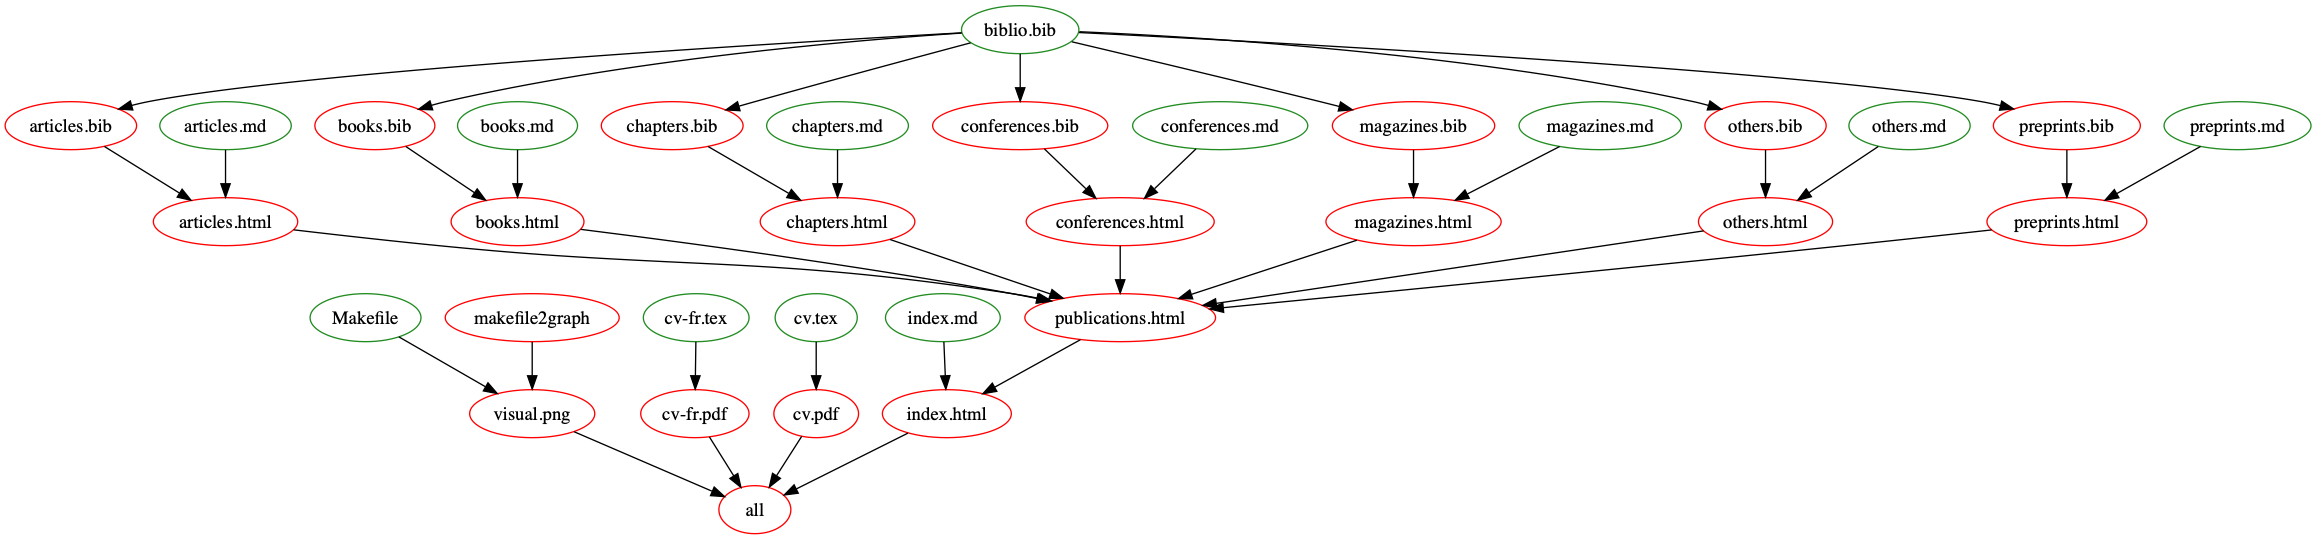 biblio.bib
articles.bib
articles.md
books.bib
books.md
chapters.bib
chapters.md
conferences.bib
conferences.md
magazines.bib
magazines.md
others.bib
others.md
preprints.bib
preprints.md
articles.html
books.html
chapters.html
conferences.html
magazines.html
others.html
preprints.html
Makefile
makefile2graph
cv-fr.tex
cv.tex
index.md
publications.html
visual.png
cv-fr.pdf
cv.pdf
index.html
all